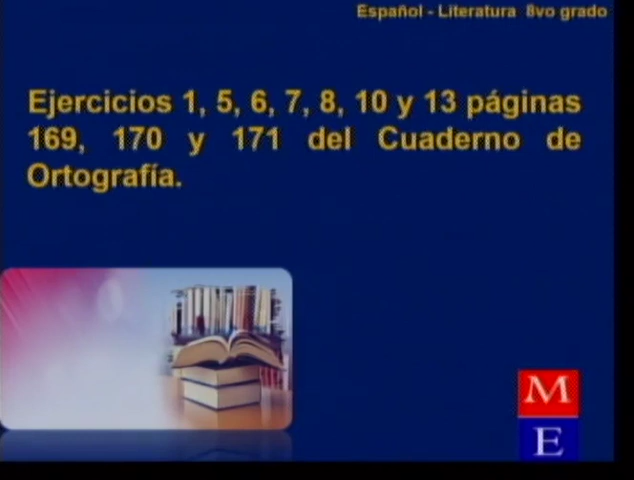 Español - Literatura 8vo grado
Ejercicios 1, 5, 6, 7, 8, 10 y 13 páginas
169, 170 y 171 del Cuaderno de
Ortografía.
M
E